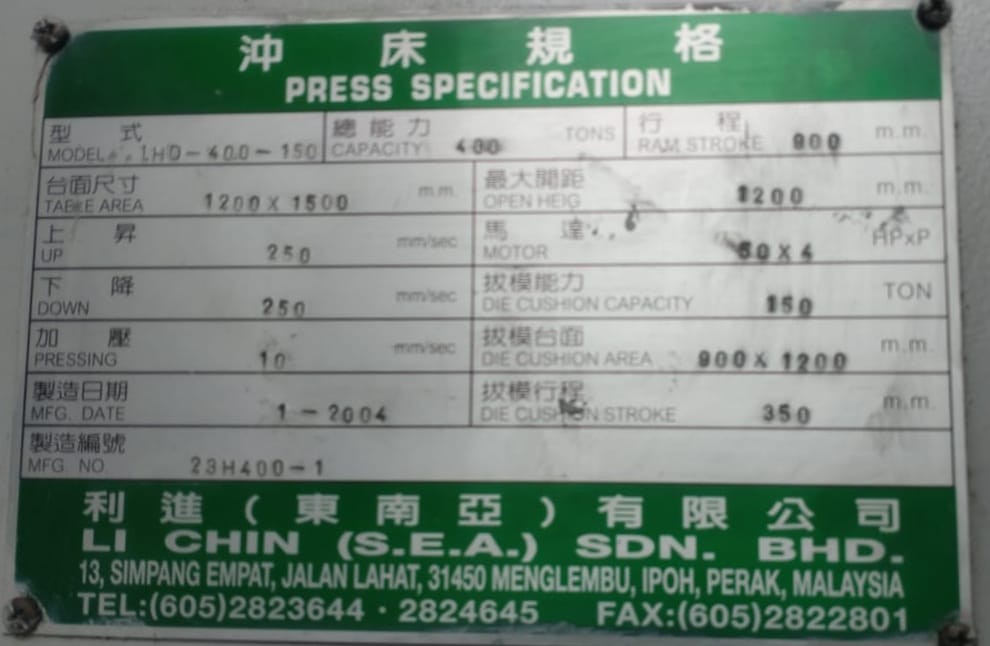 沖床規格
PRESS SPECIFICATION
型式 總能力 行程
MODEL LHD-400-150 CAPACITY 400 TONS RAM STROKE 900 m.m.
台面尺寸 最大開距
TABLE AREA 1200 X 1500 m.m. OPEN HEIG 1200 m.m.
上昇 馬達
UP 250 mm/sec MOTOR 50 X 4 HPxP
下降 拔模能力
DOWN 250 mm/sec DIE CUSHION CAPACITY 150 TON
加壓 拔模台面
PRESSING 10 mm/sec DIE CUSHION AREA 900 X 1200 m.m.
製造日期 拔模行程
MFG. DATE 1-2004 DIE CUSHION STROKE 350 m.m.
製造編號
MFG. NO. 23H400-1
利進(東南亞)有限公司
LI CHIN (S.E.A.) SDN. BHD.
13, SIMPANG EMPAT, JALAN LAHAT, 31450 MENGLEMBU, IPOH, PERAK, MALAYSIA
TEL:(605)2823644 · 2824645 FAX:(605)2822801